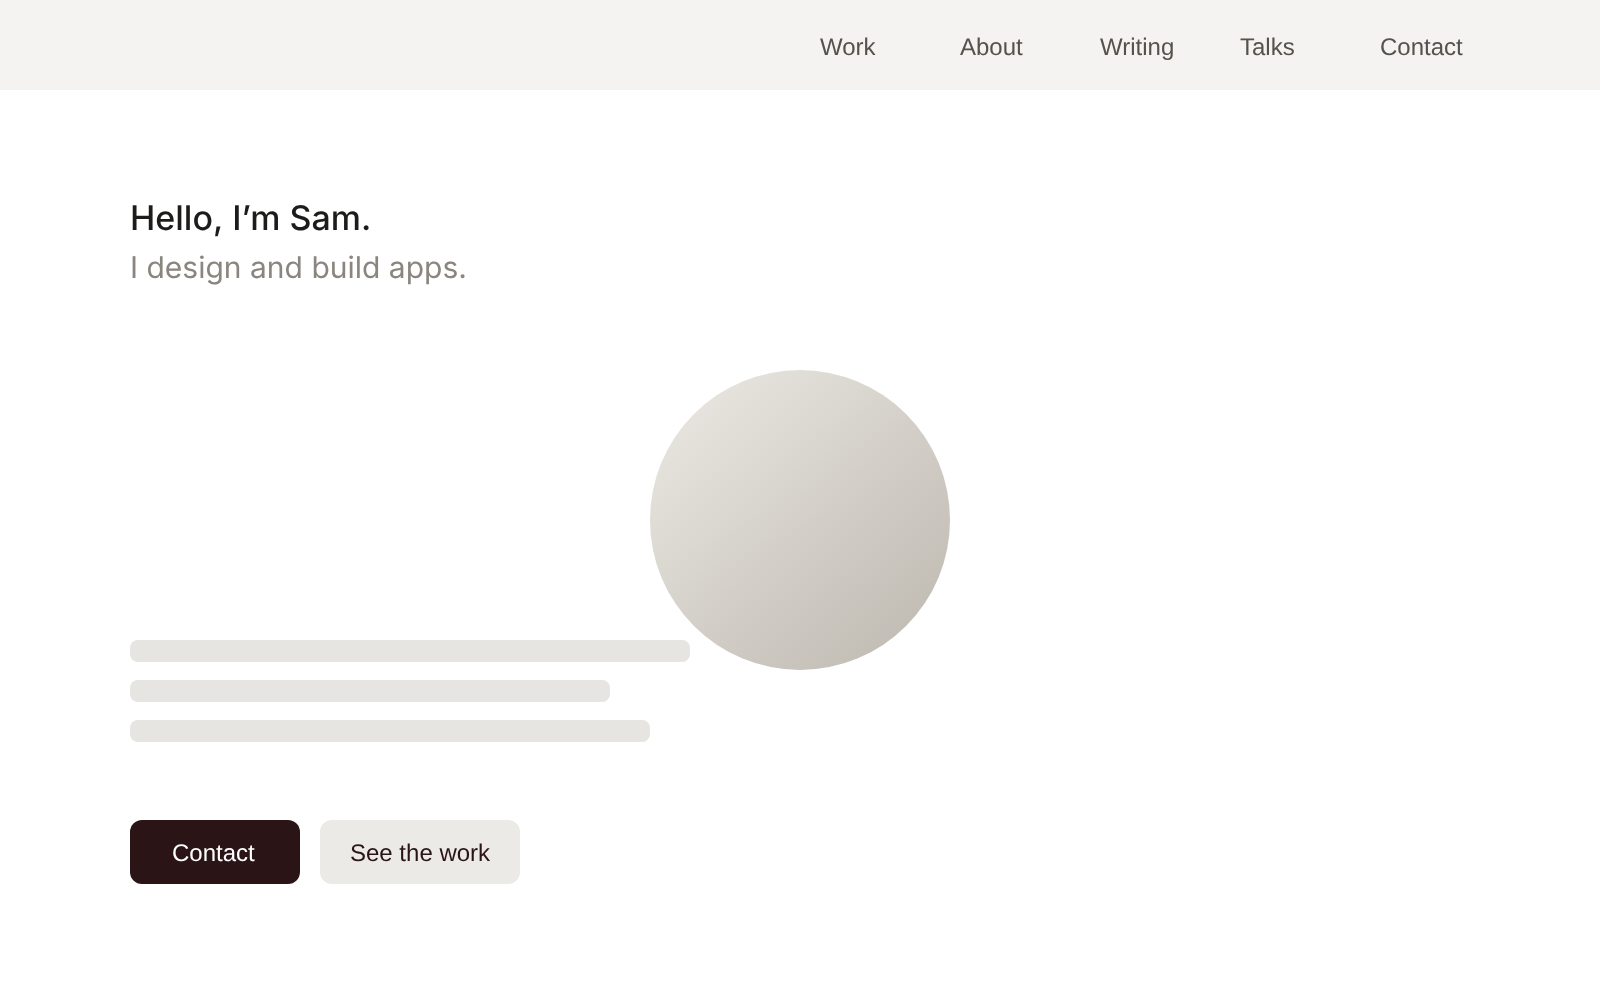 Work About Writing Talks Contact
Hello, I’m Sam.
I design and build apps.
Contact See the work